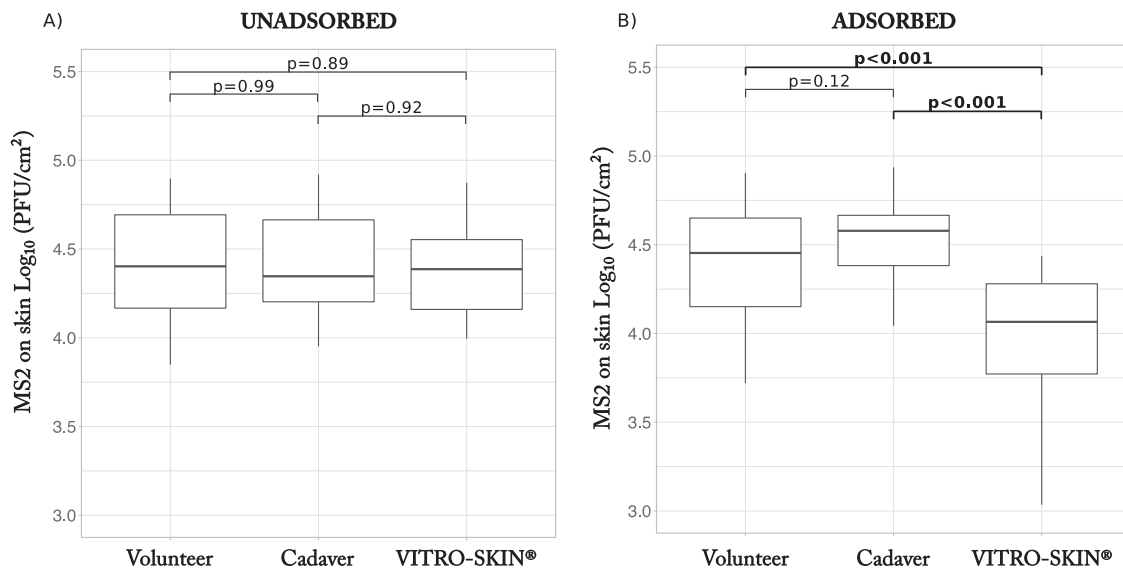 A)
UNADSORBED
MS2 on skin Log₁₀ (PFU/cm²)
5.5
5.0
4.5
4.0
3.5
3.0
p=0.89
p=0.99
p=0.92
Volunteer
Cadaver
VITRO-SKIN®
B)
ADSORBED
MS2 on skin Log₁₀ (PFU/cm²)
5.5
5.0
4.5
4.0
3.5
3.0
p<0.001
p=0.12
p<0.001
Volunteer
Cadaver
VITRO-SKIN®